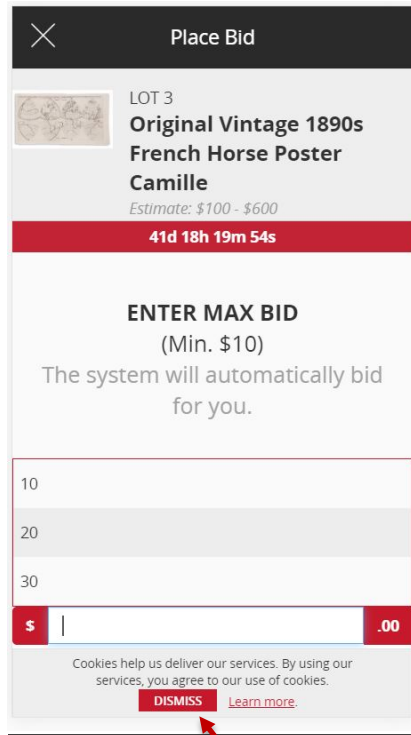 Place Bid
LOT 3
Original Vintage 1890s
French Horse Poster
Camille
Estimate: $100 - $600
41d 18h 19m 54s
ENTER MAX BID
(Min. $10)
The system will automatically bid
for you.
10
20
30
$ .00
Cookies help us deliver our services. By using our
services, you agree to our use of cookies.
DISMISS Learn more.